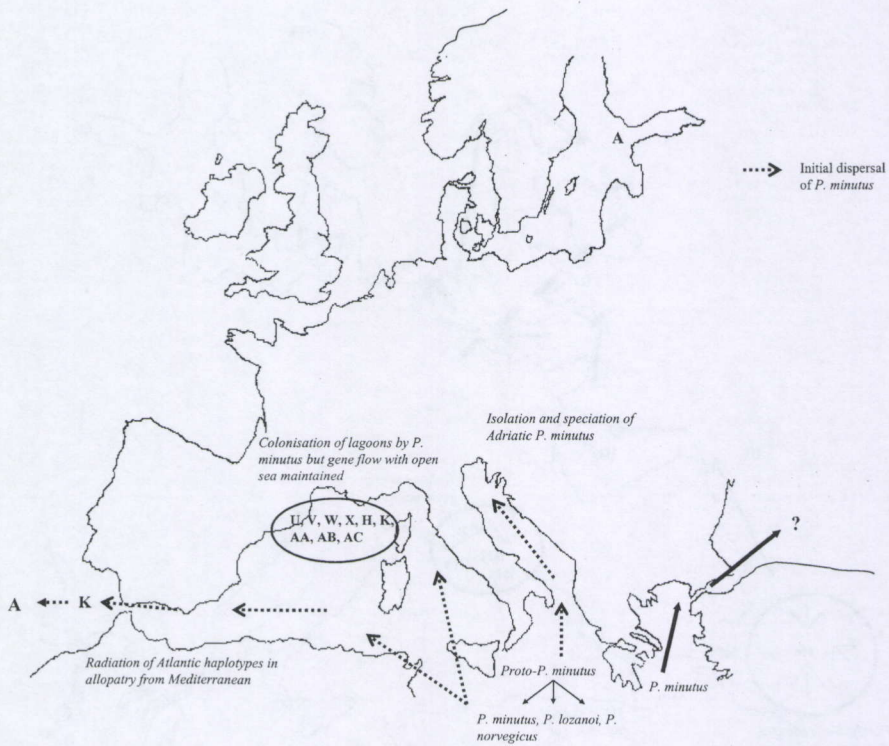 A
Initial dispersal
of P. minutus
Isolation and speciation of
Adriatic P. minutus
Colonisation of lagoons by P.
minutus but gene flow with open
sea maintained
U, V, W, X, H, K,
AA, AB, AC
?
A
K
Radiation of Atlantic haplotypes in
allopatry from Mediterranean
Proto-P. minutus
P. minutus
P. minutus, P. lozanoi, P.
norvegicus